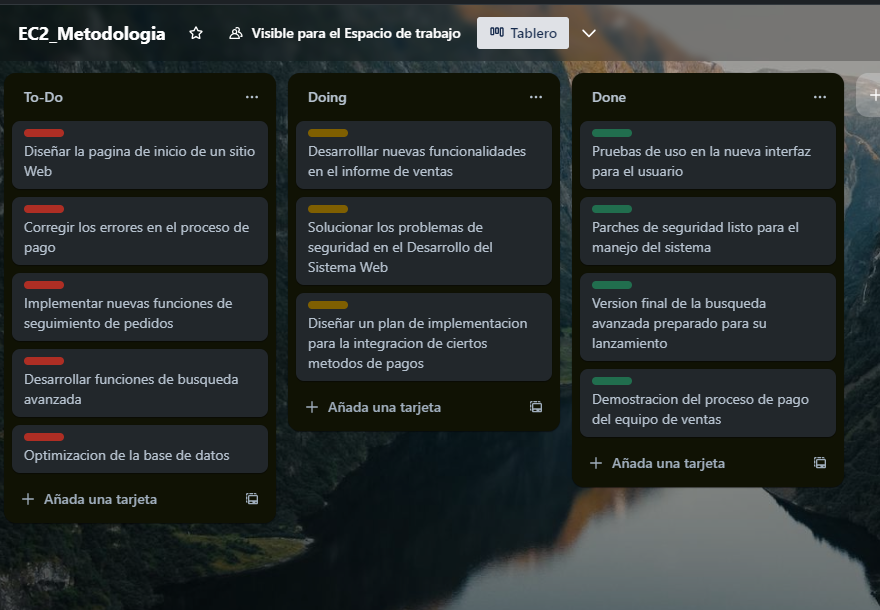 EC2_Metodologia
Visible para el Espacio de trabajo
Tablero
To-Do
Diseñar la pagina de inicio de un sitio
Web
Corregir los errores en el proceso de
pago
Implementar nuevas funciones de
seguimiento de pedidos
Desarrollar funciones de busqueda
avanzada
Optimizacion de la base de datos
+ Añada una tarjeta
Doing
Desarrolllar nuevas funcionalidades
en el informe de ventas
Solucionar los problemas de
seguridad en el Desarrollo del
Sistema Web
Diseñar un plan de implementacion
para la integracion de ciertos
metodos de pagos
+ Añada una tarjeta
Done
Pruebas de uso en la nueva interfaz
para el usuario
Parches de seguridad listo para el
manejo del sistema
Version final de la busqueda
avanzada preparado para su
lanzamiento
Demostracion del proceso de pago
del equipo de ventas
+ Añada una tarjeta